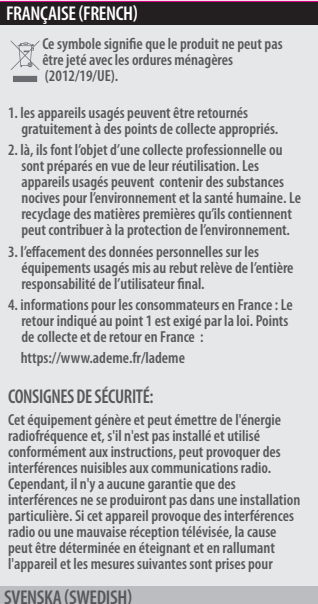 FRANÇAISE (FRENCH)
Ce symbole signifie que le produit ne peut pas
être jeté avec les ordures ménagères
(2012/19/UE).
1. les appareils usagés peuvent être retournés
gratuitement à des points de collecte appropriés.
2. là, ils font l'objet d'une collecte professionnelle ou
sont préparés en vue de leur réutilisation. Les
appareils usagés peuvent contenir des substances
nocives pour l'environnement et la santé humaine. Le
recyclage des matières premières qu'ils contiennent
peut contribuer à la protection de l'environnement.
3. l'effacement des données personnelles sur les
équipements usagés mis au rebut relève de l'entière
responsabilité de l'utilisateur final.
4. informations pour les consommateurs en France : Le
retour indiqué au point 1 est exigé par la loi. Points
de collecte et de retour en France :
https://www.ademe.fr/lademe
CONSIGNES DE SÉCURITÉ:
Cet équipement génère et peut émettre de l'énergie
radiofréquence et, s'il n'est pas installé et utilisé
conformément aux instructions, peut provoquer des
interférences nuisibles aux communications radio.
Cependant, il n'y a aucune garantie que des
interférences ne se produiront pas dans une installation
particulière. Si cet appareil provoque des interférences
radio ou une mauvaise réception télévisée, la cause
peut être déterminée en éteignant et en rallumant
l'appareil et les mesures suivantes sont prises pour
SVENSKA (SWEDISH)